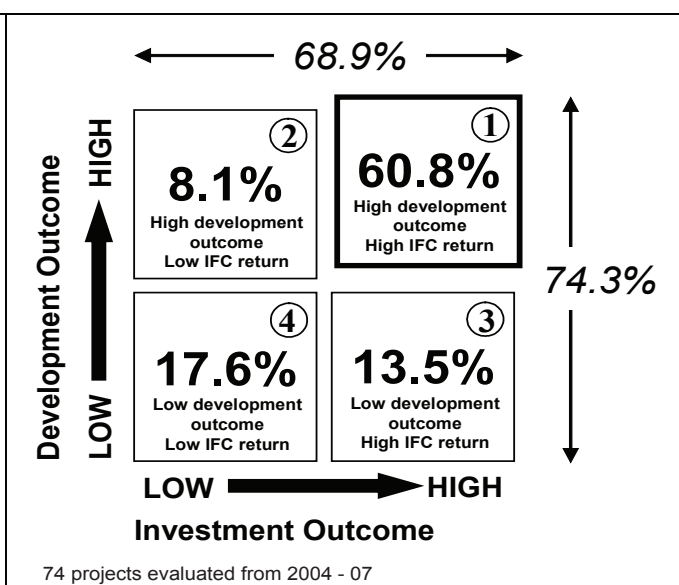 68.9%
Development Outcome
LOW
HIGH
②
8.1%
High development
outcome
Low IFC return
①
60.8%
High development
outcome
High IFC return
74.3%
④
17.6%
Low development
outcome
Low IFC return
③
13.5%
Low development
outcome
High IFC return
LOW
HIGH
Investment Outcome
74 projects evaluated from 2004 - 07